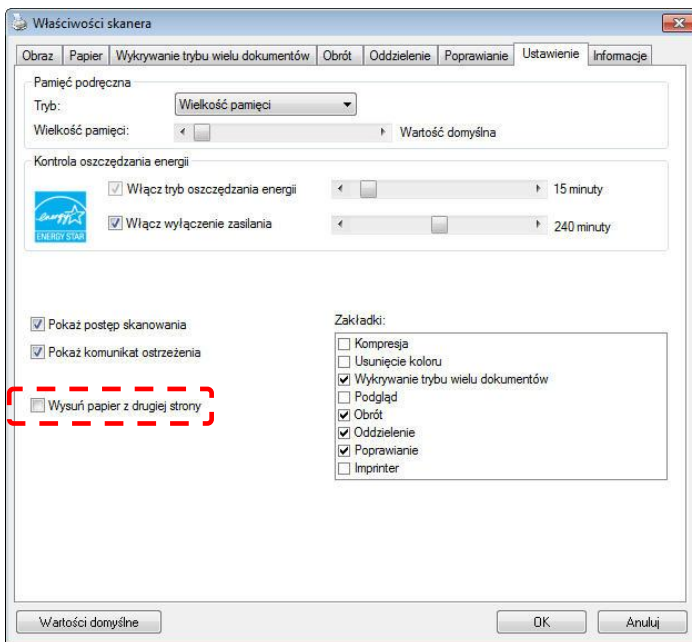 Właściwości skanera
Obraz Papier Wykrywanie trybu wielu dokumentów Obrót Oddzielenie Poprawianie Ustawienie Informacje
Pamięć podręczna
Tryb: Wielkość pamięci
Wielkość pamięci: Wartość domyślna
Kontrola oszczędzania energii
Włącz tryb oszczędzania energii 15 minuty
energy
ENERGY STAR
Włącz wyłączenie zasilania 240 minuty
Pokaż postęp skanowania
Pokaż komunikat ostrzeżenia
Wysuń papier z drugiej strony
Zakładki:
Kompresja
Usunięcie koloru
Wykrywanie trybu wielu dokumentów
Podgląd
Obrót
Oddzielenie
Poprawianie
Imprinter
Wartości domyślne OK Anuluj